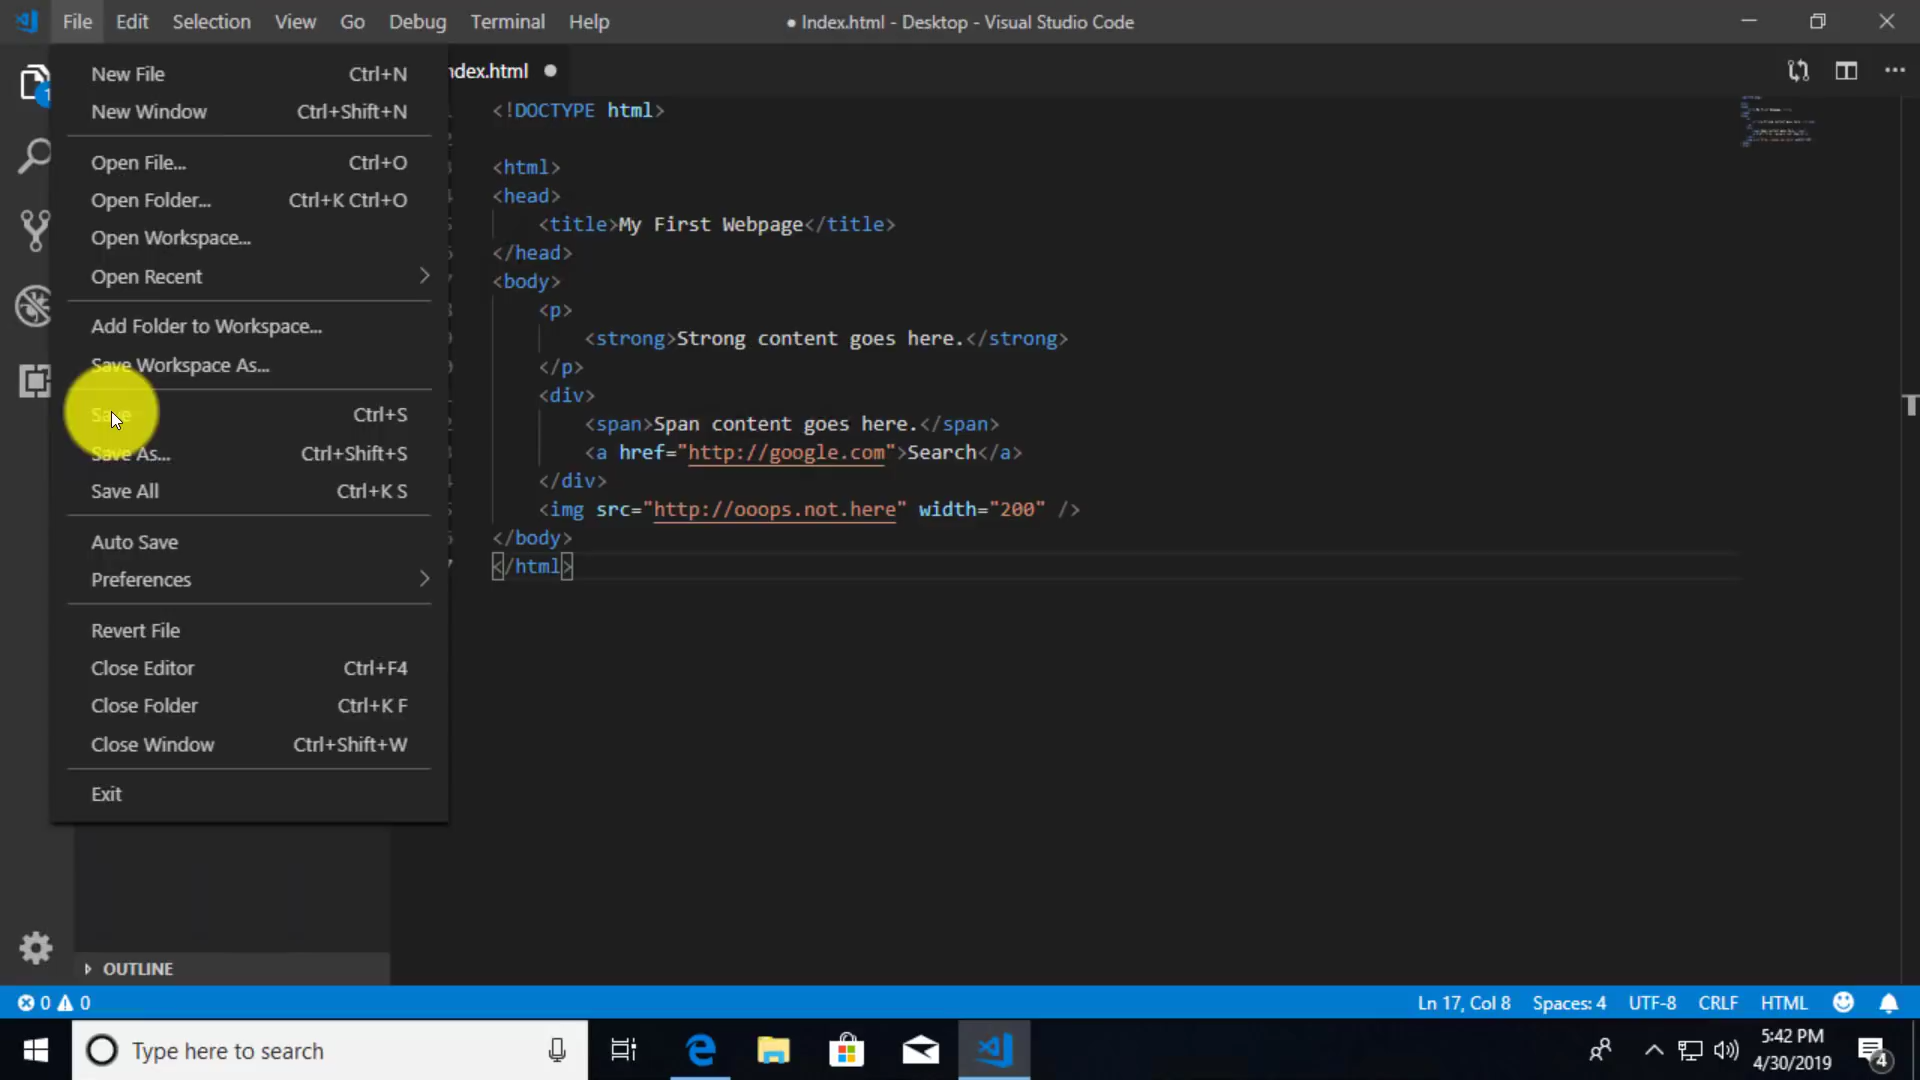 File Edit Selection View Go Debug Terminal Help ● Index.html - Desktop - Visual Studio Code
New File Ctrl+N
New Window Ctrl+Shift+N
Open File... Ctrl+O
Open Folder... Ctrl+K Ctrl+O
Open Workspace...
Open Recent
Add Folder to Workspace...
Save Workspace As...
Save Ctrl+S
Save As... Ctrl+Shift+S
Save All Ctrl+K S
Auto Save
Preferences
Revert File
Close Editor Ctrl+F4
Close Folder Ctrl+K F
Close Window Ctrl+Shift+W
Exit
1
ndex.html
<!DOCTYPE html>
<html>
<head>
<title>My First Webpage</title>
</head>
<body>
<p>
<strong>Strong content goes here.</strong>
</p>
<div>
<span>Span content goes here.</span>
<a href="http://google.com">Search</a>
</div>
<img src="http://ooops.not.here" width="200" />
</body>
</html>
OUTLINE
0 0 Ln 17, Col 8 Spaces: 4 UTF-8 CRLF HTML
Type here to search
5:42 PM
4/30/2019
4